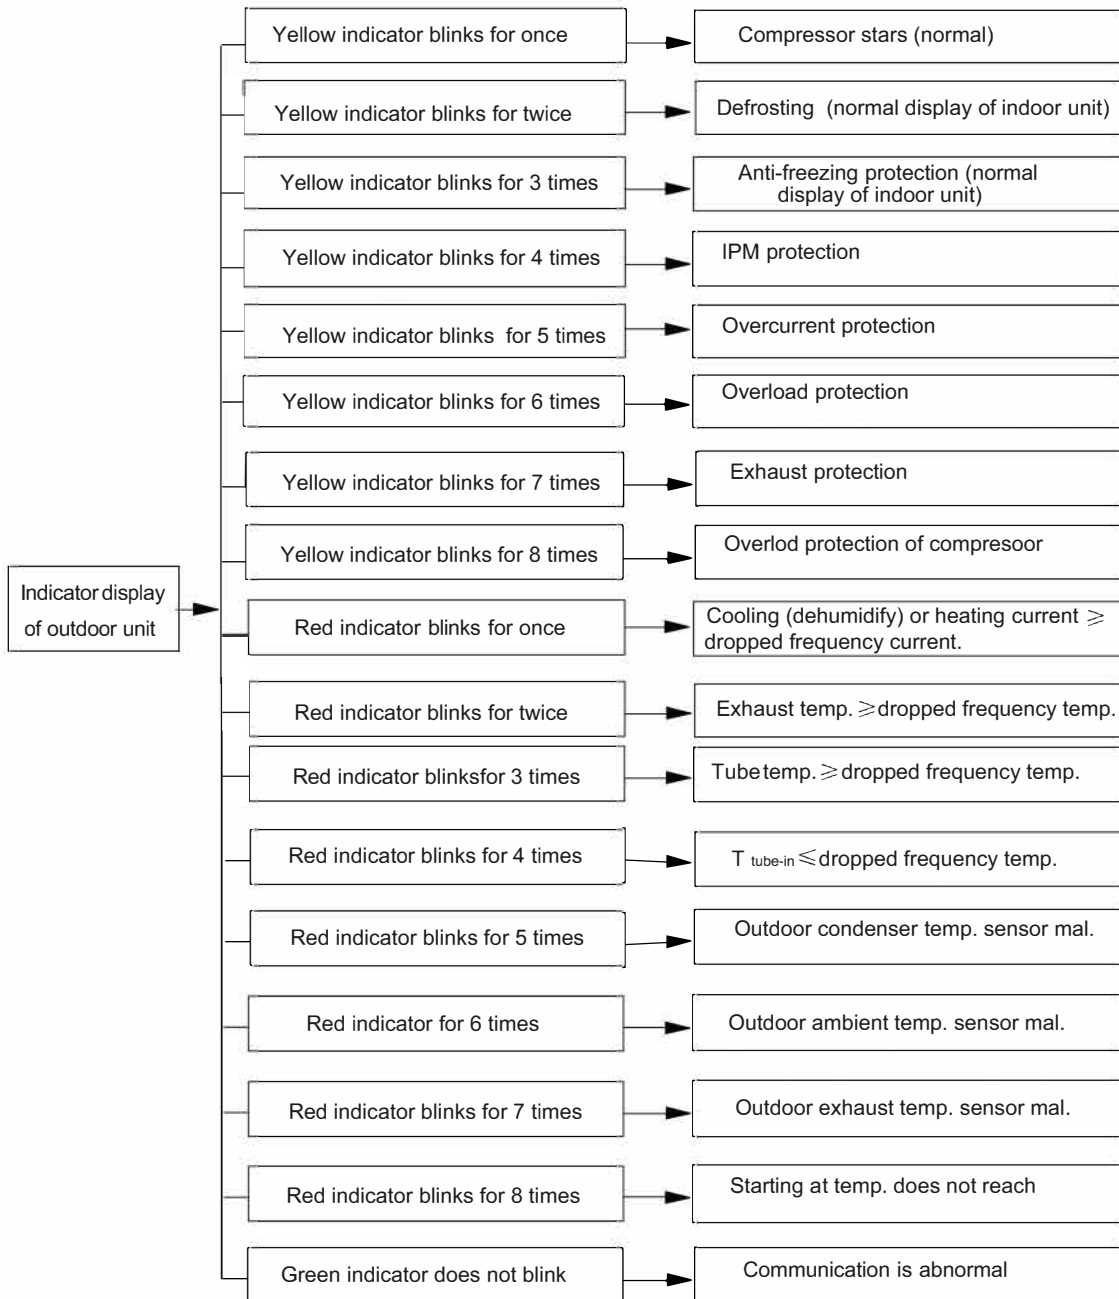 Yellow indicator blinks for once
Compressor stars (normal)
Yellow indicator blinks for twice
Defrosting (normal display of indoor unit)
Yellow indicator blinks for 3 times
Anti-freezing protection (normal
display of indoor unit)
Yellow indicator blinks for 4 times
IPM protection
Yellow indicator blinks for 5 times
Overcurrent protection
Yellow indicator blinks for 6 times
Overload protection
Yellow indicator blinks for 7 times
Exhaust protection
Yellow indicator blinks for 8 times
Overlod protection of compresoor
Indicator display
of outdoor unit
Red indicator blinks for once
Cooling (dehumidify) or heating current ≥
dropped frequency current.
Red indicator blinks for twice
Exhaust temp. ≥dropped frequency temp.
Red indicator blinksfor 3 times
Tube temp. ≥dropped frequency temp.
Red indicator blinks for 4 times
T tube-in ≤dropped frequency temp.
Red indicator blinks for 5 times
Outdoor condenser temp. sensor mal.
Red indicator for 6 times
Outdoor ambient temp. sensor mal.
Red indicator blinks for 7 times
Outdoor exhaust temp. sensor mal.
Red indicator blinks for 8 times
Starting at temp. does not reach
Green indicator does not blink
Communication is abnormal